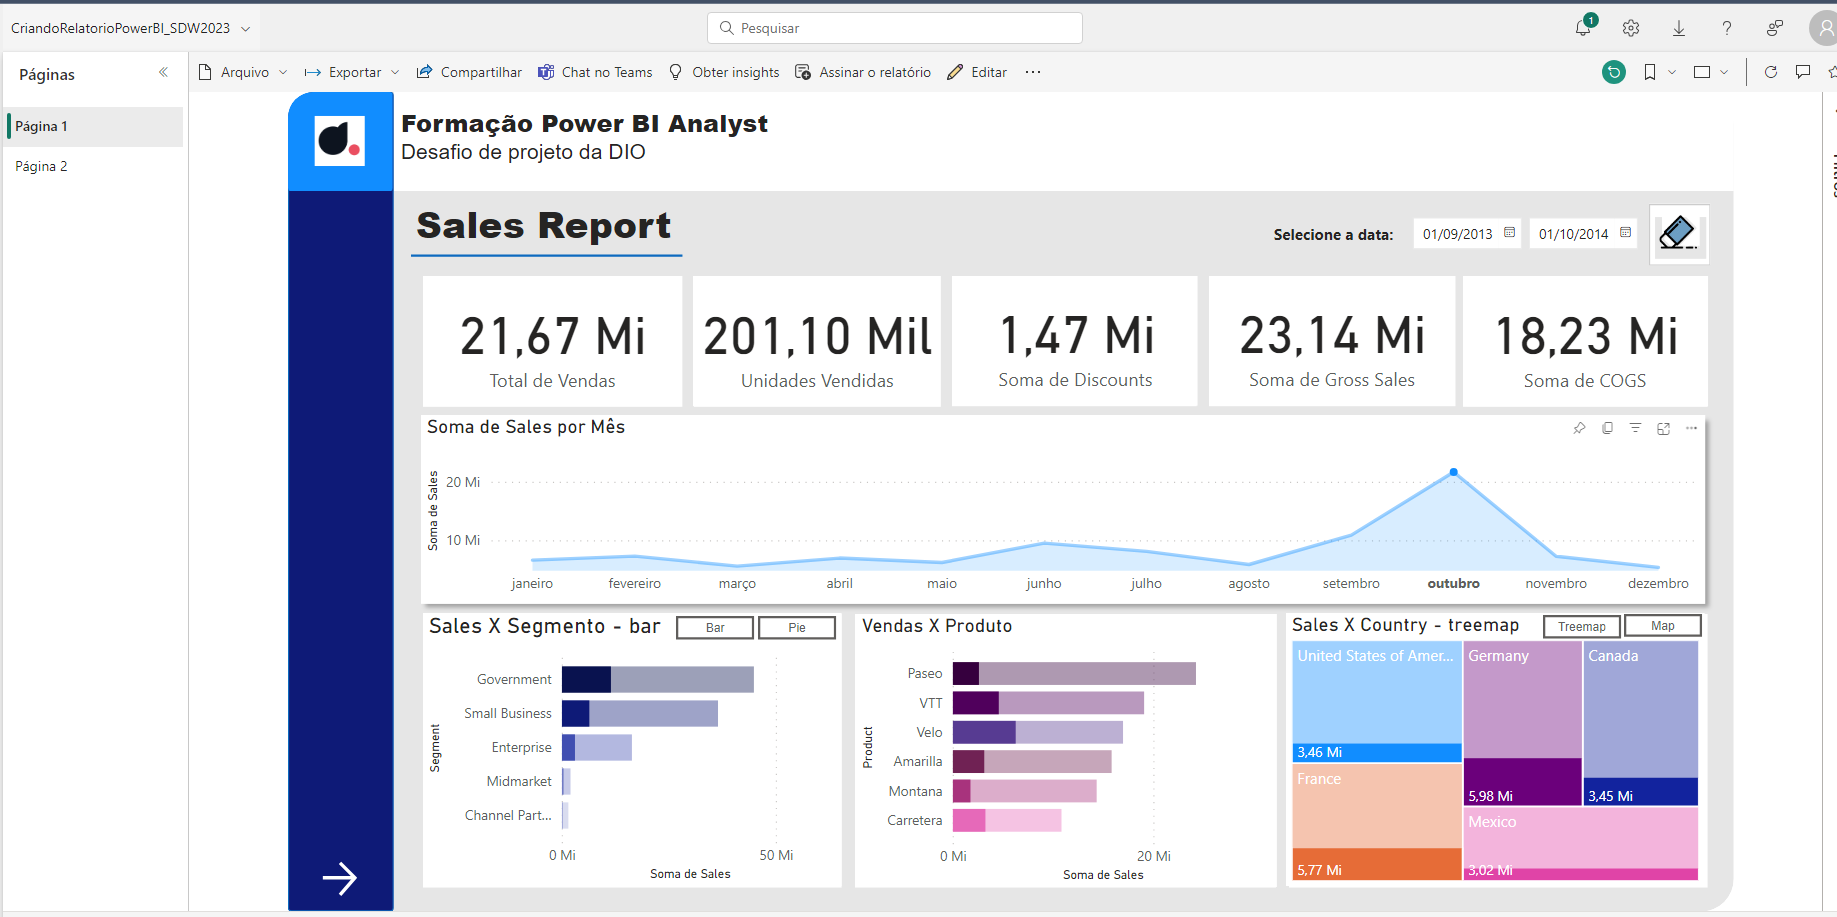 CriandoRelatorioPowerBI_SDW2023
Pesquisar
1
Páginas
Arquivo
Exportar
Compartilhar
Chat no Teams
Obter insights
Assinar o relatório
Editar
Página 1
Página 2
Formação Power BI Analyst
Desafio de projeto da DIO
Sales Report
Selecione a data:
01/09/2013
01/10/2014
21,67 Mi
Total de Vendas
201,10 Mil
Unidades Vendidas
1,47 Mi
Soma de Discounts
23,14 Mi
Soma de Gross Sales
18,23 Mi
Soma de COGS
Soma de Sales por Mês
Soma de Sales
20 Mi
10 Mi
janeiro
fevereiro
março
abril
maio
junho
julho
agosto
setembro
outubro
novembro
dezembro
Sales X Segmento - bar
Bar
Pie
Segment
Government
Small Business
Enterprise
Midmarket
Channel Part...
0 Mi
50 Mi
Soma de Sales
Vendas X Produto
Product
Paseo
VTT
Velo
Amarilla
Montana
Carretera
0 Mi
20 Mi
Soma de Sales
Sales X Country - treemap
Treemap
Map
United States of Amer...
3,46 Mi
France
5,77 Mi
Germany
5,98 Mi
Canada
3,45 Mi
Mexico
3,02 Mi